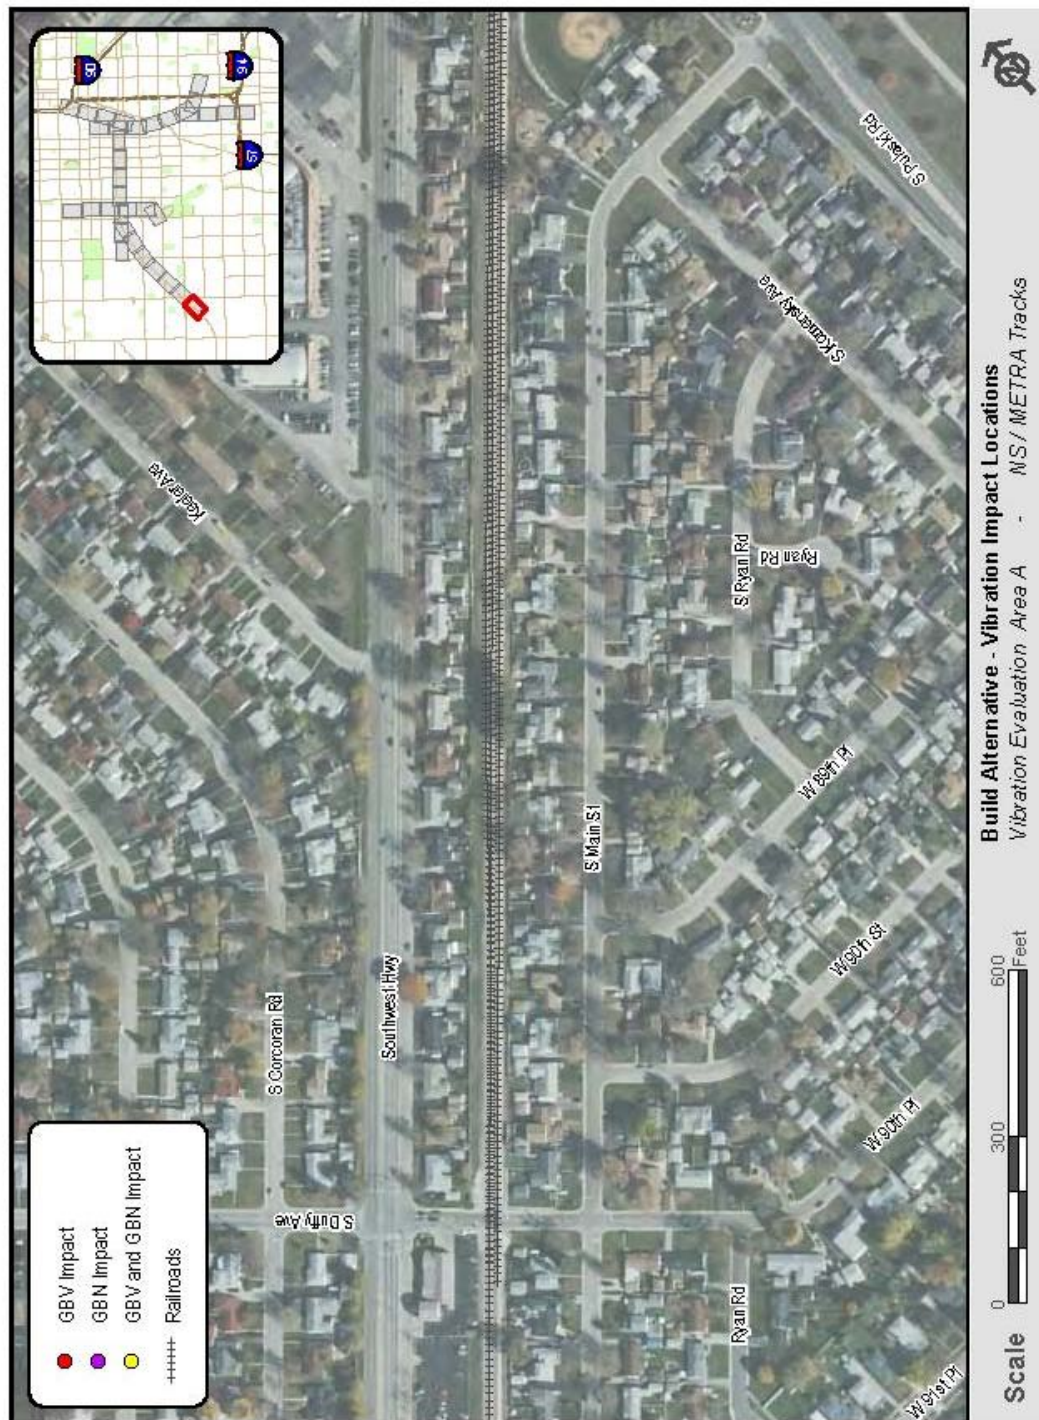 GBV Impact
GBN Impact
GBV and GBN Impact
Railroads
90
94
57
Keeler Ave
S Corcoran Rd
S Duffy Ave
Southwest Hwy
S Main St
S Pulaski Rd
S Komensky Ave
S Ryan Rd
Ryan Rd
W 89th Pl
W 90th St
W 90th Pl
Ryan Rd
W 91st Pl
Scale
0
300
600
Feet
Build Alternative - Vibration Impact Locations
Vibration Evaluation Area A - NS / METRA Tracks